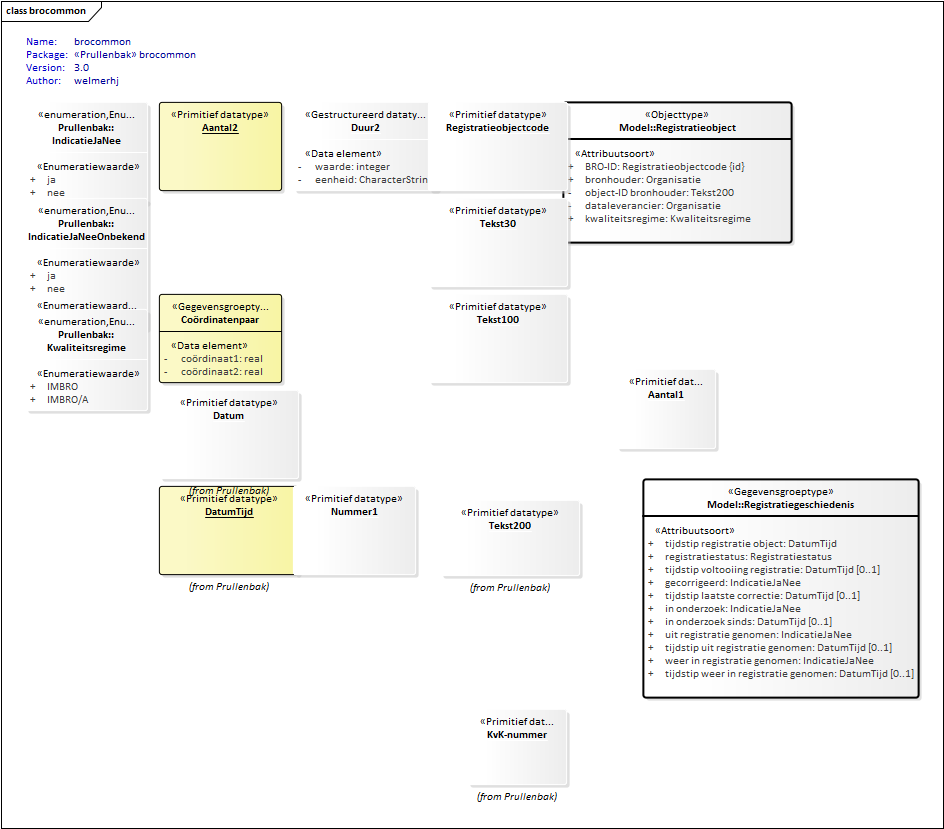 class brocommon
Name: brocommon
Package: «Prullenbak» brocommon
Version: 3.0
Author: welmerhj
«enumeration,Enu...
Prullenbak::
IndicatieJaNee
«Enumeratiewaarde»
+ ja
+ nee
«enumeration,Enu...
Prullenbak::
IndicatieJaNeeOnbekend
«Enumeratiewaarde»
+ ja
+ nee
«Enumeratiewaard...
«enumeration,Enu...
Prullenbak::
Kwaliteitsregime
«Enumeratiewaarde»
+ IMBRO
+ IMBRO/A
«Primitief datatype»
Aantal2
«Gestructureerd dataty...
Duur2
«Data element»
- waarde: integer
- eenheid: CharacterStrin
«Primitief datatype»
Registratieobjectcode
«Objecttype»
Model::Registratieobject
«Attribuutsoort»
+ BRO-ID: Registratieobjectcode {id}
+ bronhouder: Organisatie
- object-ID bronhouder: Tekst200
- dataleverancier: Organisatie
+ kwaliteitsregime: Kwaliteitsregime
«Primitief datatype»
Tekst30
«Gegevensgroepty...
Coördinatenpaar
«Data element»
- coördinaat1: real
- coördinaat2: real
«Primitief datatype»
Tekst100
«Primitief dat...
Aantal1
«Primitief datatype»
Datum
(from Prullenbak)
«Primitief datatype»
DatumTijd
(from Prullenbak)
«Primitief datatype»
Nummer1
«Primitief datatype»
Tekst200
(from Prullenbak)
«Gegevensgroeptype»
Model::Registratiegeschiedenis
«Attribuutsoort»
+ tijdstip registratie object: DatumTijd
+ registratiestatus: Registratiestatus
+ tijdstip voltooiing registratie: DatumTijd [0..1]
+ gecorrigeerd: IndicatieJaNee
+ tijdstip laatste correctie: DatumTijd [0..1]
+ in onderzoek: IndicatieJaNee
+ in onderzoek sinds: DatumTijd [0..1]
+ uit registratie genomen: IndicatieJaNee
+ tijdstip uit registratie genomen: DatumTijd [0..1]
+ weer in registratie genomen: IndicatieJaNee
+ tijdstip weer in registratie genomen: DatumTijd [0..1]
«Primitief dat...
KvK-nummer
(from Prullenbak)